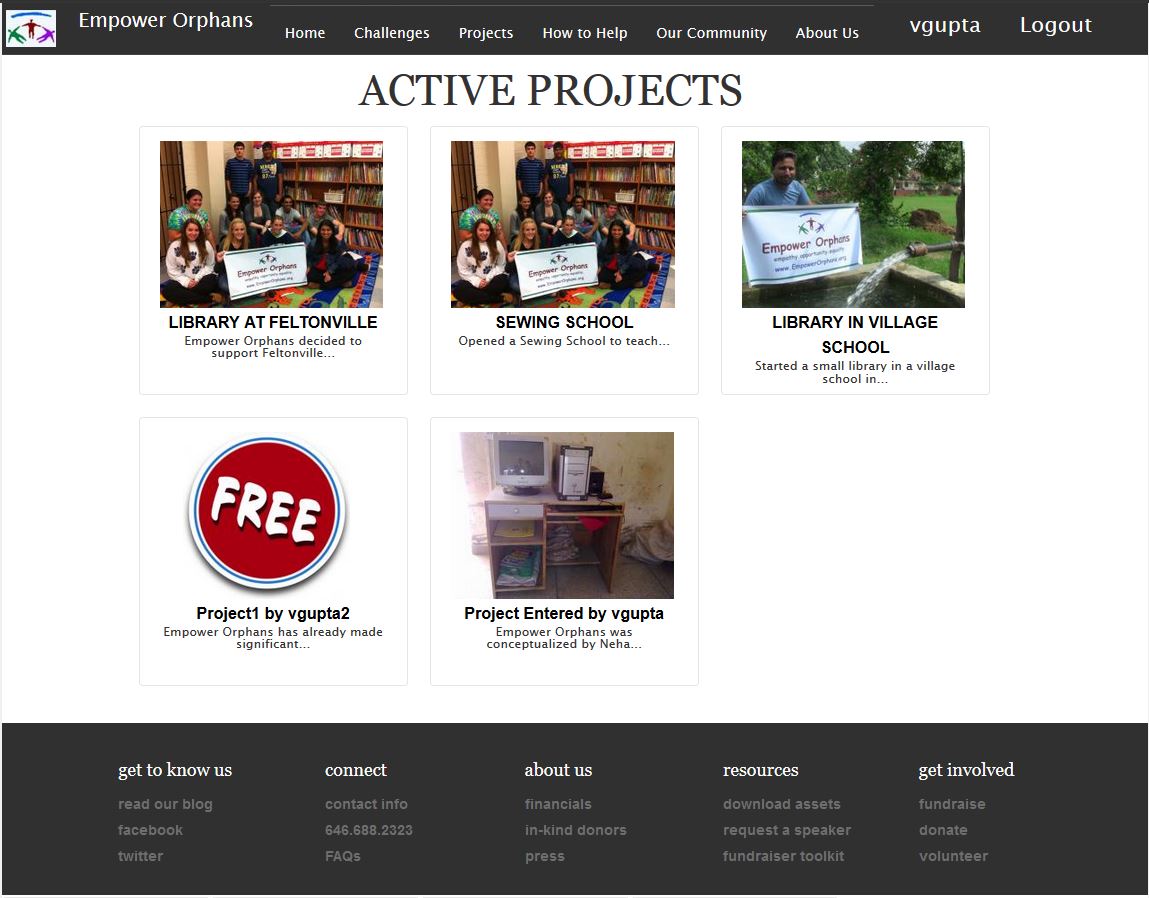 Empower Orphans
Home Challenges Projects How to Help Our Community About Us
vgupta Logout
ACTIVE PROJECTS
Empower Orphans
empathy opportunity equality
www.EmpowerOrphans.org
LIBRARY AT FELTONVILLE
Empower Orphans decided to
support Feltonville...
Empower Orphans
empathy opportunity equality
www.EmpowerOrphans.org
SEWING SCHOOL
Opened a Sewing School to teach...
Empower Orphans
empathy opportunity equality
www.EmpowerOrphans.org
LIBRARY IN VILLAGE
SCHOOL
Started a small library in a village
school in...
FREE
Project1 by vgupta2
Empower Orphans has already made
significant...
Project Entered by vgupta
Empower Orphans was
conceptualized by Neha...
get to know us
read our blog
facebook
twitter
connect
contact info
646.688.2323
FAQs
about us
financials
in-kind donors
press
resources
download assets
request a speaker
fundraiser toolkit
get involved
fundraise
donate
volunteer